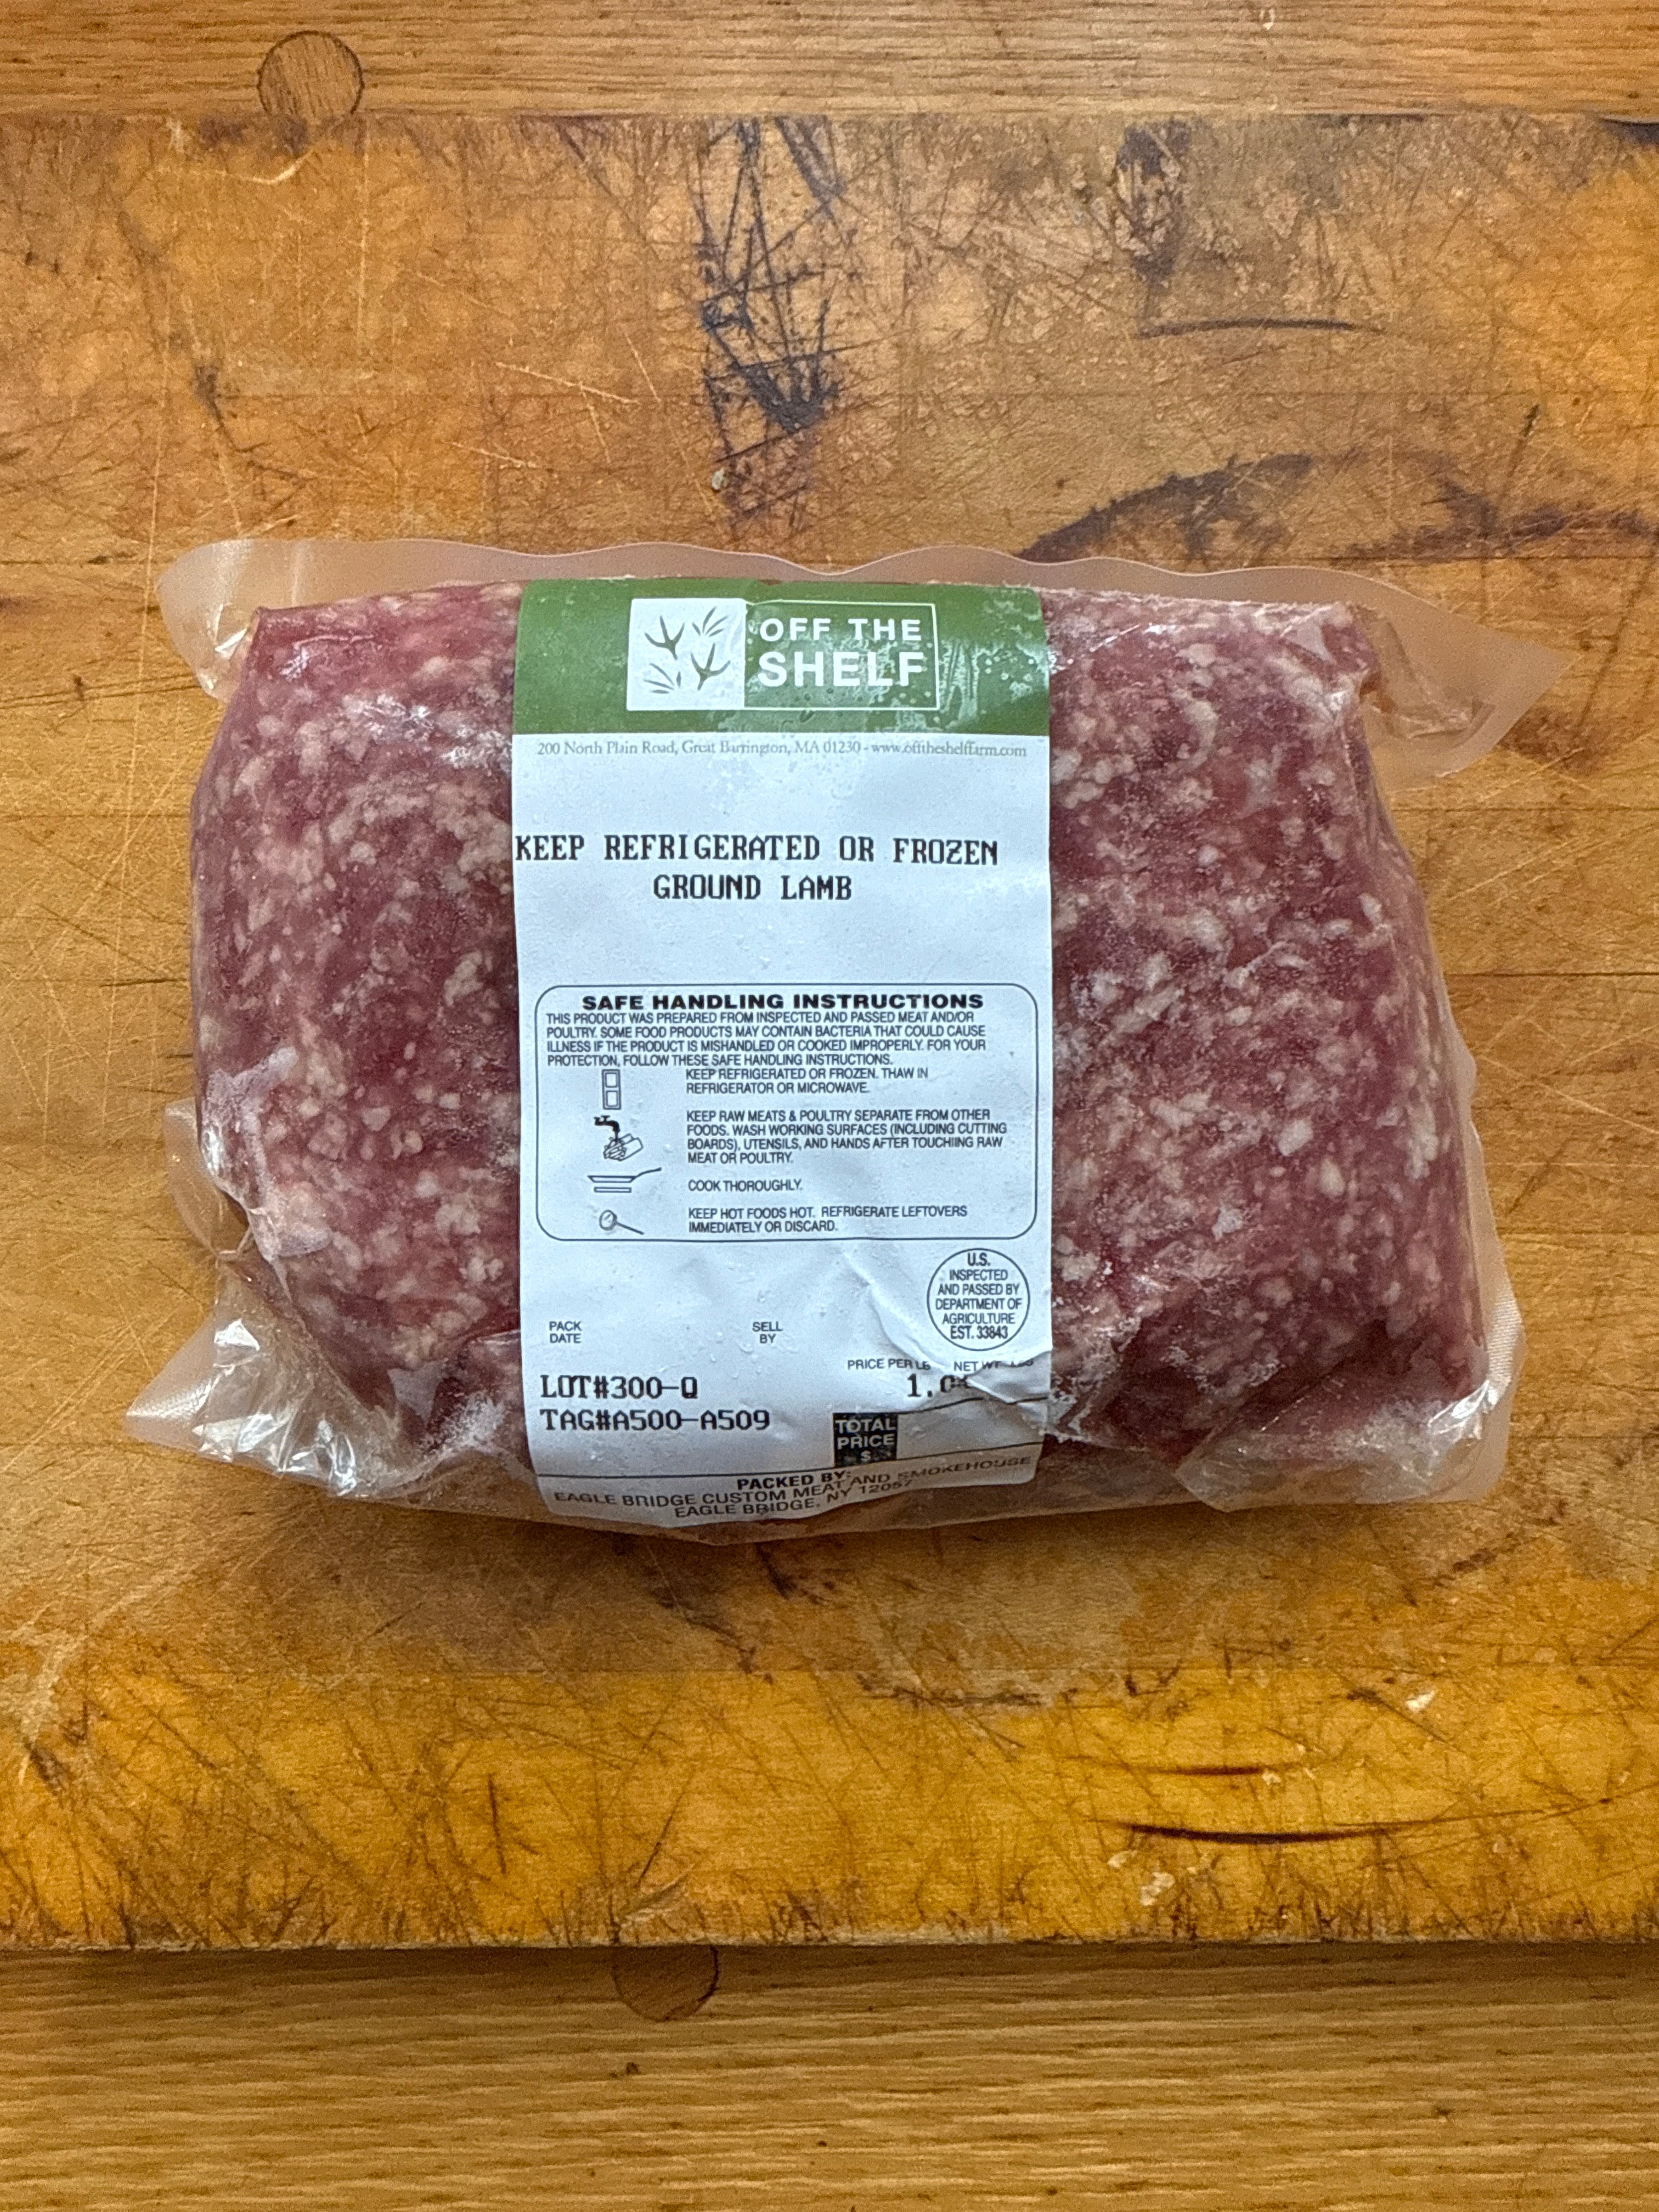 OFF THE
SHELF
200 North Plain Road, Great Barrington, MA 01230 - www.offtheshelffarm.com
KEEP REFRIGERATED OR FROZEN
GROUND LAMB
SAFE HANDLING INSTRUCTIONS
THIS PRODUCT WAS PREPARED FROM INSPECTED AND PASSED MEAT AND/OR
POULTRY. SOME FOOD PRODUCTS MAY CONTAIN BACTERIA THAT COULD CAUSE
ILLNESS IF THE PRODUCT IS MISHANDLED OR COOKED IMPROPERLY. FOR YOUR
PROTECTION, FOLLOW THESE SAFE HANDLING INSTRUCTIONS.
KEEP REFRIGERATED OR FROZEN. THAW IN
REFRIGERATOR OR MICROWAVE.
KEEP RAW MEATS & POULTRY SEPARATE FROM OTHER
FOODS. WASH WORKING SURFACES (INCLUDING CUTTING
BOARDS), UTENSILS, AND HANDS AFTER TOUCHIING RAW
MEAT OR POULTRY.
COOK THOROUGHLY.
KEEP HOT FOODS HOT. REFRIGERATE LEFTOVERS
IMMEDIATELY OR DISCARD.
U.S.
INSPECTED
AND PASSED BY
DEPARTMENT OF
AGRICULTURE
EST. 33843
PACK
DATE
SELL
BY
PRICE PER LB NET WT
LOT#300-Q
TAG#A500-A509
TOTAL
PRICE
$
PACKED BY:
EAGLE BRIDGE CUSTOM MEAT AND SMOKEHOUSE
EAGLE BRIDGE, NY 12057